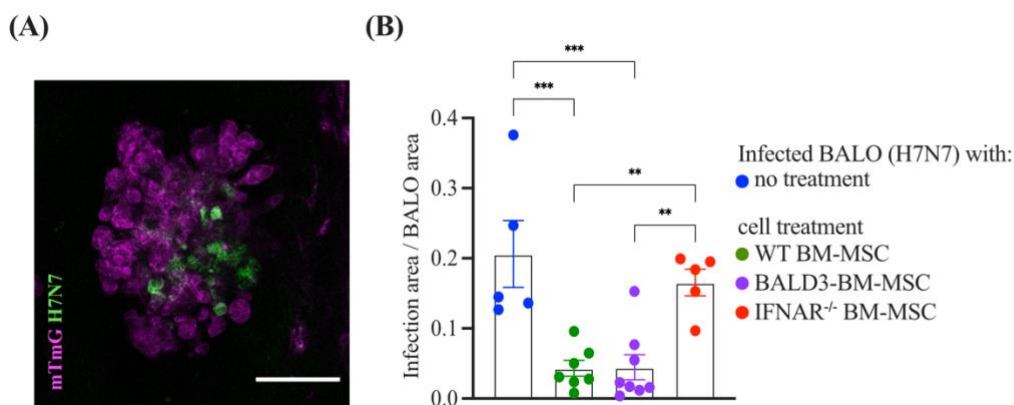 (A)
mTmG H7N7
(B)
***
***
**
**
Infection area / BALO area
0.4
0.3
0.2
0.1
0.0
Infected BALO (H7N7) with:
no treatment
cell treatment
WT BM-MSC
BALD3-BM-MSC
IFNAR-/- BM-MSC